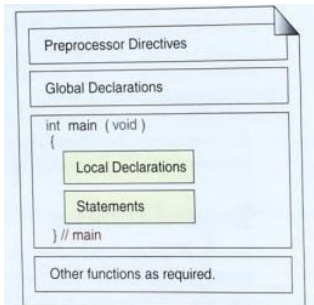 Preprocessor Directives
Global Declarations
int main ( void )
{
Local Declarations
Statements
} // main
Other functions as required.